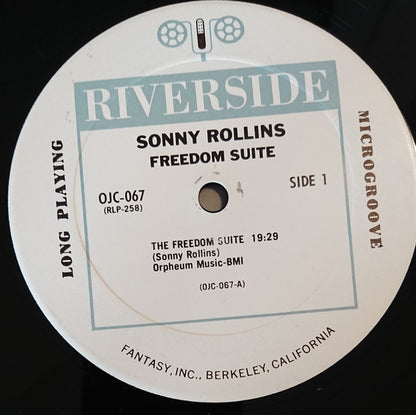 RIVERSIDE
SONNY ROLLINS
FREEDOM SUITE
LONG PLAYING
MICROGROOVE
OJC-067
(RLP-258)
SIDE 1
THE FREEDOM SUITE 19:29
(Sonny Rollins)
Orpheum Music-BMI
(OJC-067-A)
FANTASY, INC., BERKELEY, CALIFORNIA